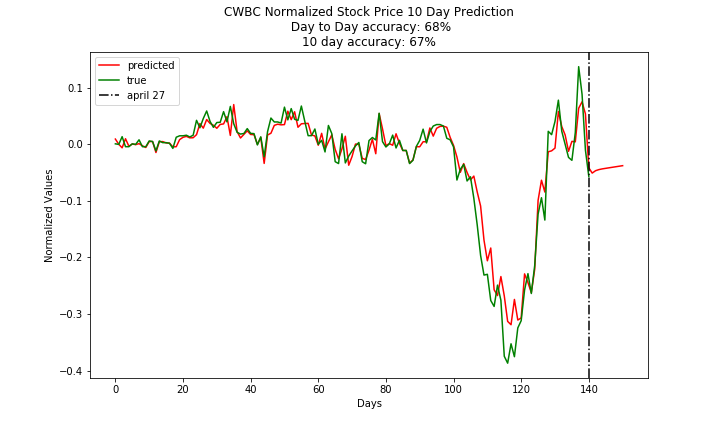 CWBC Normalized Stock Price 10 Day Prediction
Day to Day accuracy: 68%
10 day accuracy: 67%
predicted
true
april 27
Normalized Values
0.1
0.0
−0.1
−0.2
−0.3
−0.4
0 20 40 60 80 100 120 140
Days